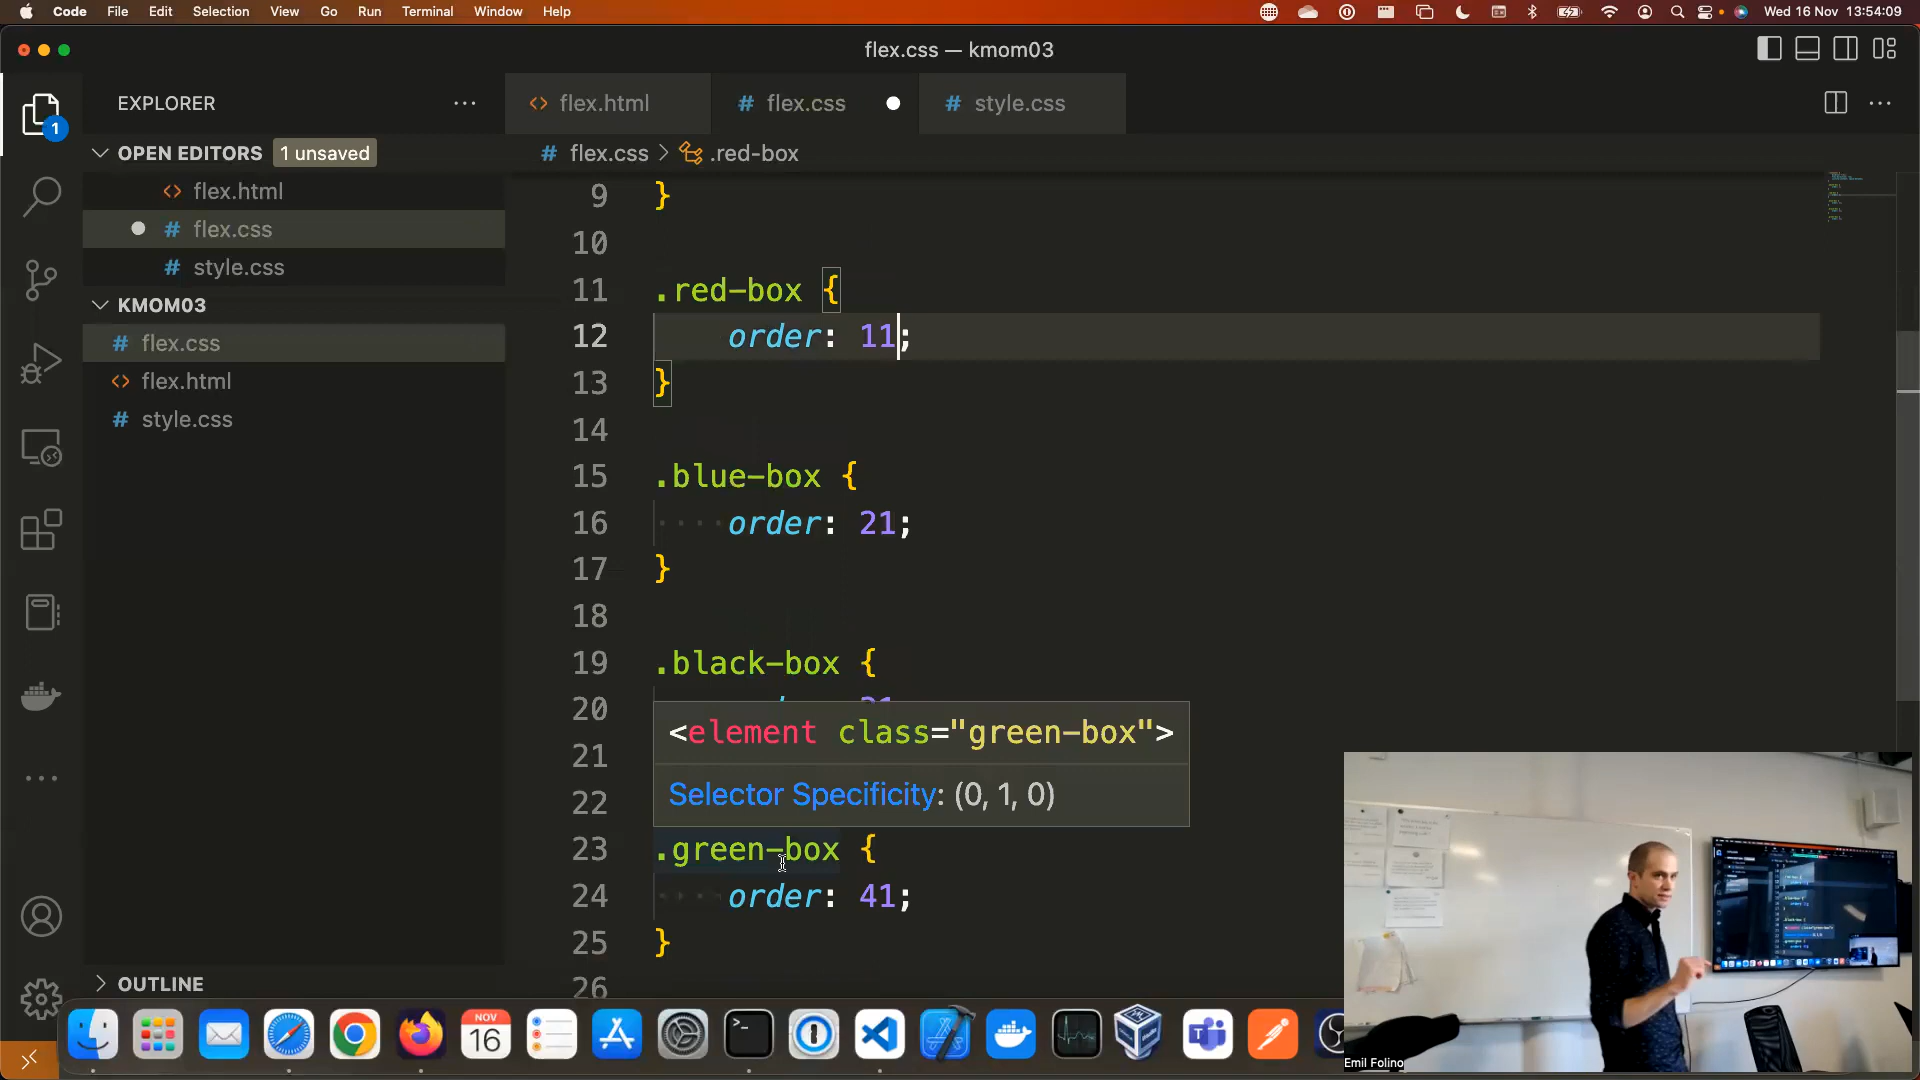 Code File Edit Selection View Go Run Terminal Window Help
Wed 16 Nov 13:54:09
flex.css — kmom03
EXPLORER
OPEN EDITORS 1 unsaved
flex.html
flex.css
style.css
KMOM03
flex.css
flex.html
style.css
OUTLINE
1
flex.html
flex.css
style.css
flex.css > .red-box
9 }
10
11 .red-box {
12 order: 11;
13 }
14
15 .blue-box {
16 order: 21;
17 }
18
19 .black-box {
20
21
22
<element class="green-box">
Selector Specificity: (0, 1, 0)
23 .green-box {
24 order: 41;
25 }
26
NOV
16
Emil Folino